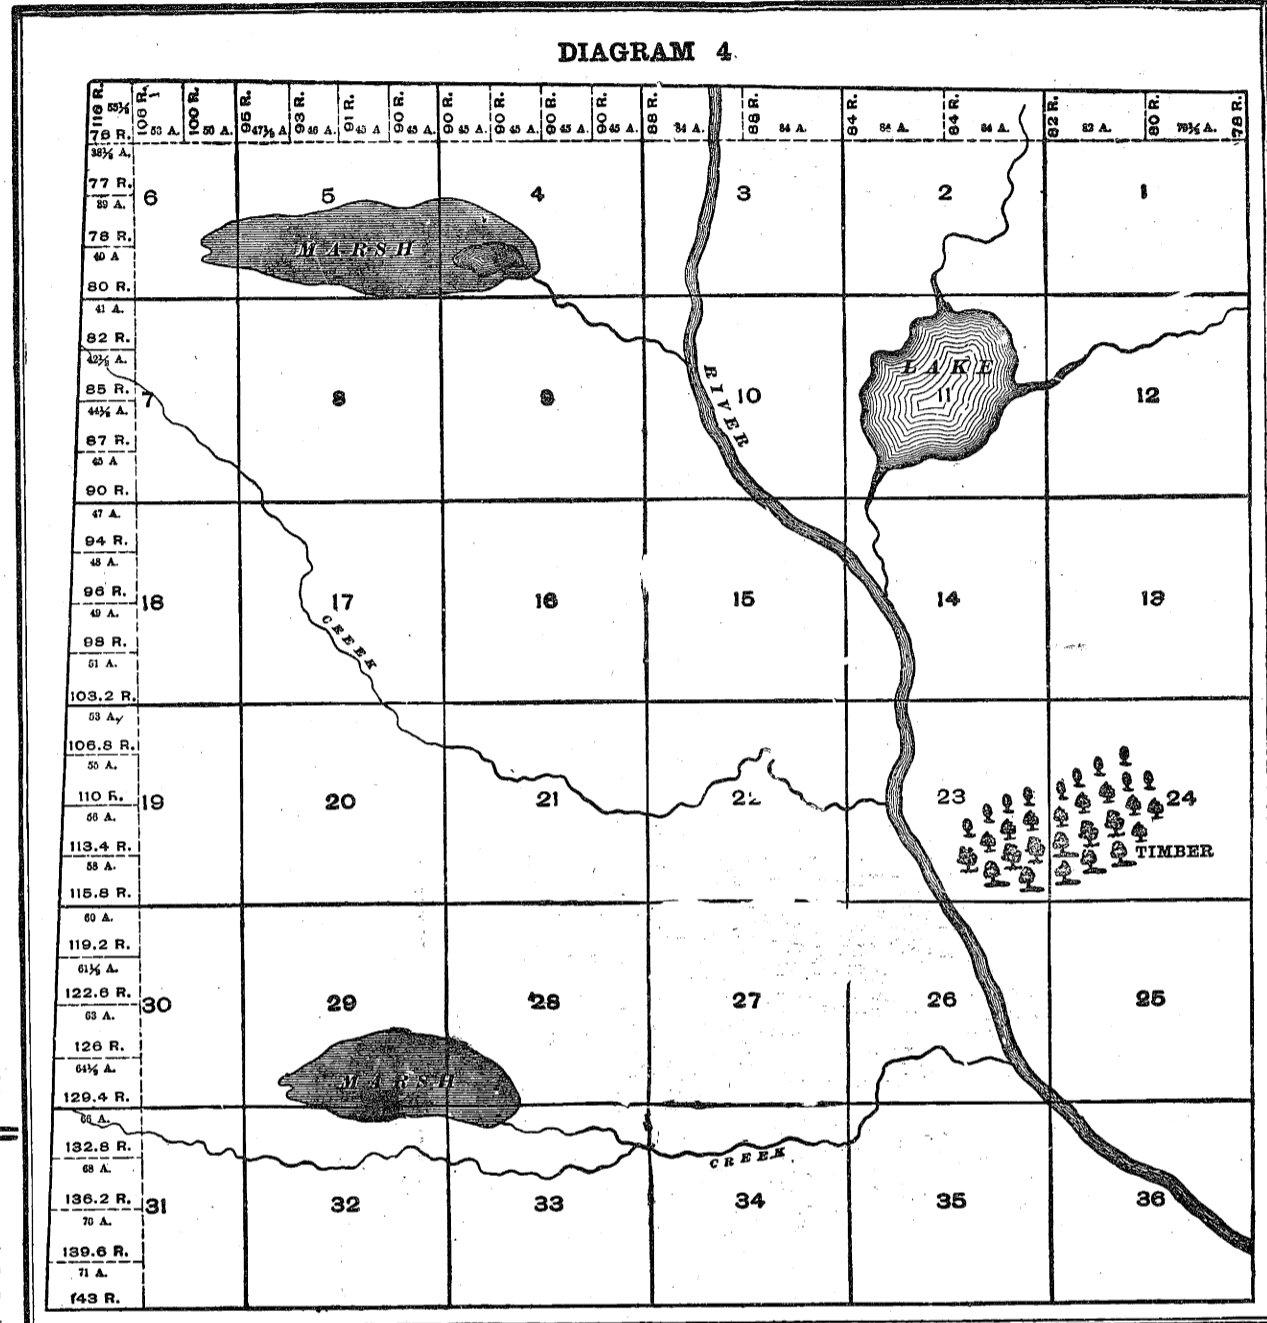 DIAGRAM 4
116 R. 55½ 108 R. 53 A. 100 R. 50 A. 95 R. 47½ A 93 R. 46 A. 91 R. 45 A 90 R. 45 A. 90 R. 45 A. 90 R. 45 A. 90 R. 45 A. 90 R. 45 A. 88 R. 84 A. 88 R. 84 A. 84 R. 84 A. 84 R. 84 A. 82 R. 82 A. 80 R. 79½ A. 78 R.
78 R.
38½ A.
77 R.
39 A.
6 5 4 3 2 1
78 R.
MARSH
40 A
80 R.
41 A.
82 R.
42½ A.
LAKE
85 R.
7 8 9 10 11 12
RIVER
44½ A.
87 R.
45 A
90 R.
47 A.
94 R.
48 A.
96 R.
18 17 16 15 14 13
49 A.
CREEK
98 R.
51 A.
103.2 R.
53 A.
106.8 R.
55 A.
110 R.
19 20 21 22 23 24
56 A.
113.4 R.
TIMBER
58 A.
115.8 R.
60 A.
119.2 R.
61½ A.
122.6 R.
30 29 28 27 26 25
63 A.
126 R.
64½ A.
MARSH
129.4 R.
66 A.
132.8 R.
CREEK
68 A.
136.2 R.
31 32 33 34 35 36
70 A.
139.6 R.
71 A.
143 R.